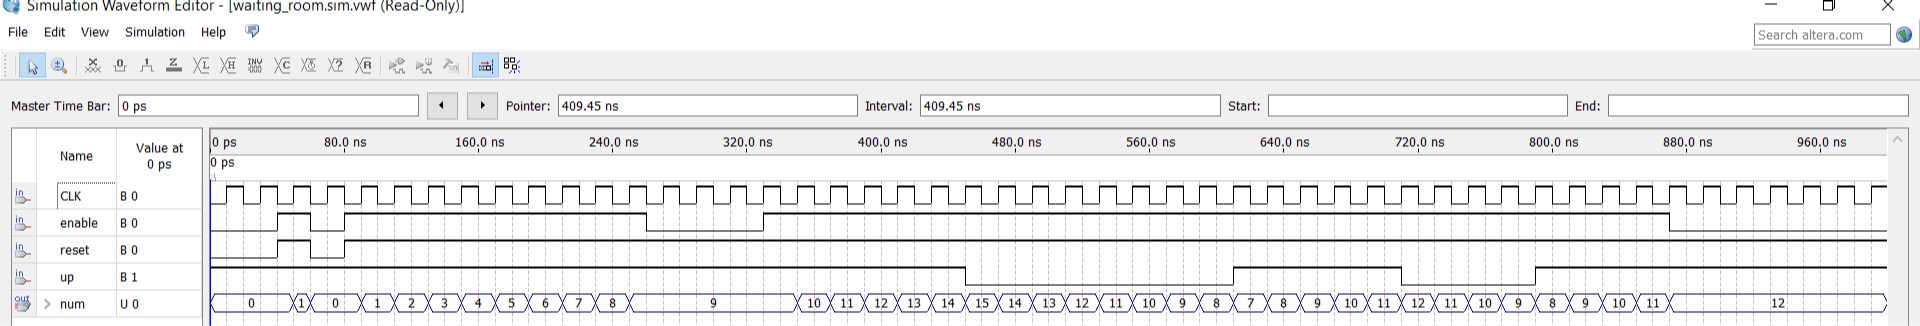 Simulation Waveform Editor - [waiting_room.sim.vwf (Read-Only)]
File Edit View Simulation Help
Search altera.com
Master Time Bar: 0 ps Pointer: 409.45 ns Interval: 409.45 ns Start: End:
Name Value at 0 ps
0 ps 80.0 ns 160.0 ns 240.0 ns 320.0 ns 400.0 ns 480.0 ns 560.0 ns 640.0 ns 720.0 ns 800.0 ns 880.0 ns 960.0 ns
0 ps
in CLK B 0
in enable B 0
in reset B 0
in up B 1
out num U 0 0 1 0 1 2 3 4 5 6 7 8 9 10 11 12 13 14 15 14 13 12 11 10 9 8 7 8 9 10 11 12 11 10 9 8 9 10 11 12